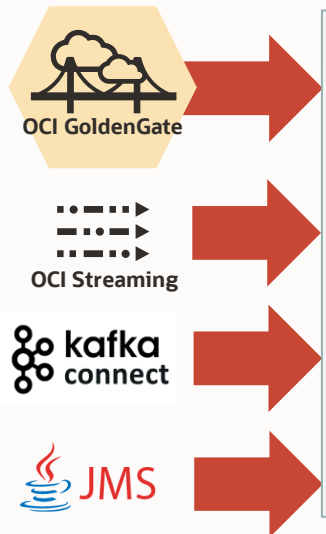 OCI GoldenGate
OCI Streaming
kafka
connect
JMS